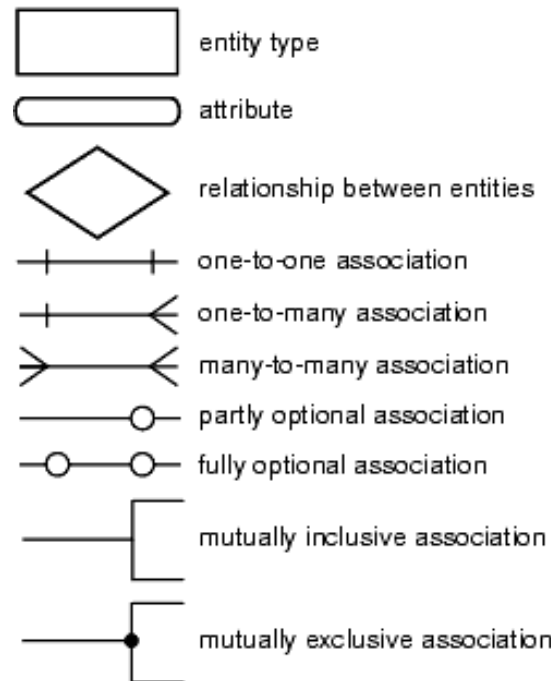 entity type
attribute
relationship between entities
one-to-one association
one-to-many association
many-to-many association
partly optional association
fully optional association
mutually inclusive association
mutually exclusive association